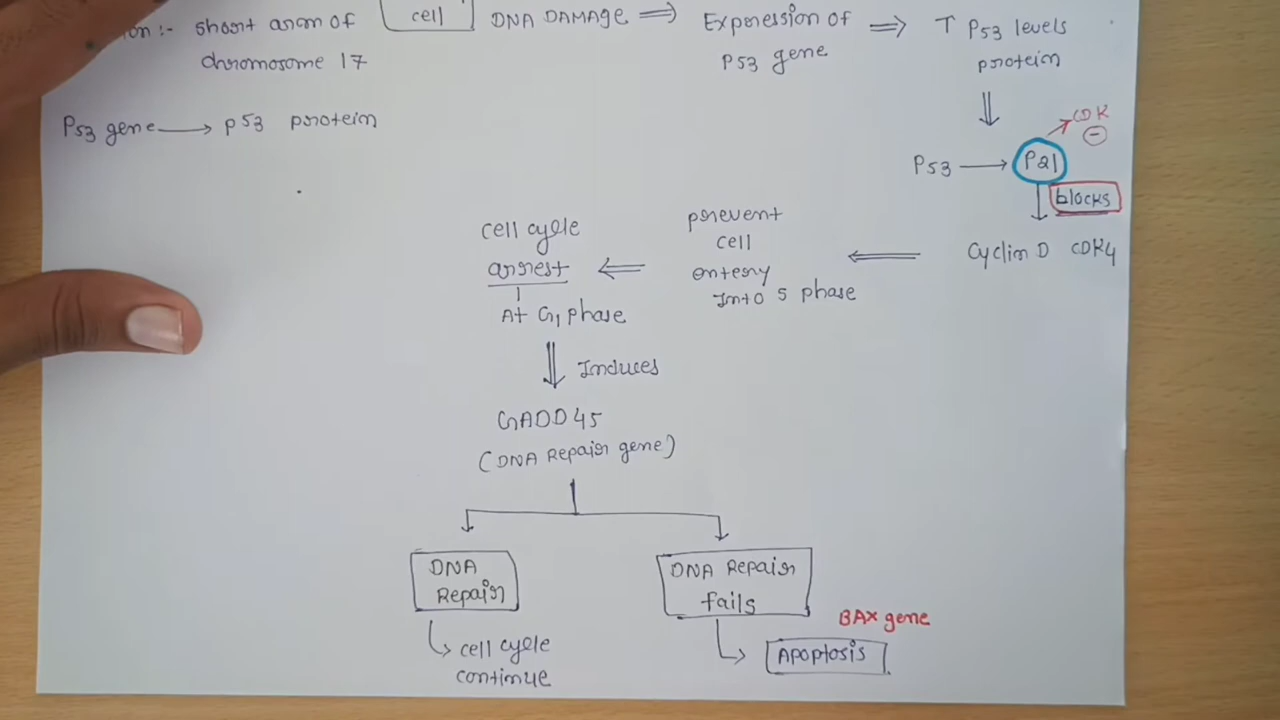 :- short arm of
chromosome 17
cell
DNA DAMAGE ⇒ Expression of
P53 gene
⇒ ↑ P53 levels
protein
P53 gene → p53 protein
CDK
⊖
P53 → P21
blocks
Cyclin D CDK4
prevent
cell
entery
Into S phase
cell cycle
arrest
At G1 phase
Induces
GADD45
(DNA Repair gene)
DNA
Repair
DNA Repair
fails
BAX gene
cell cycle
continue
APOPTOSIS